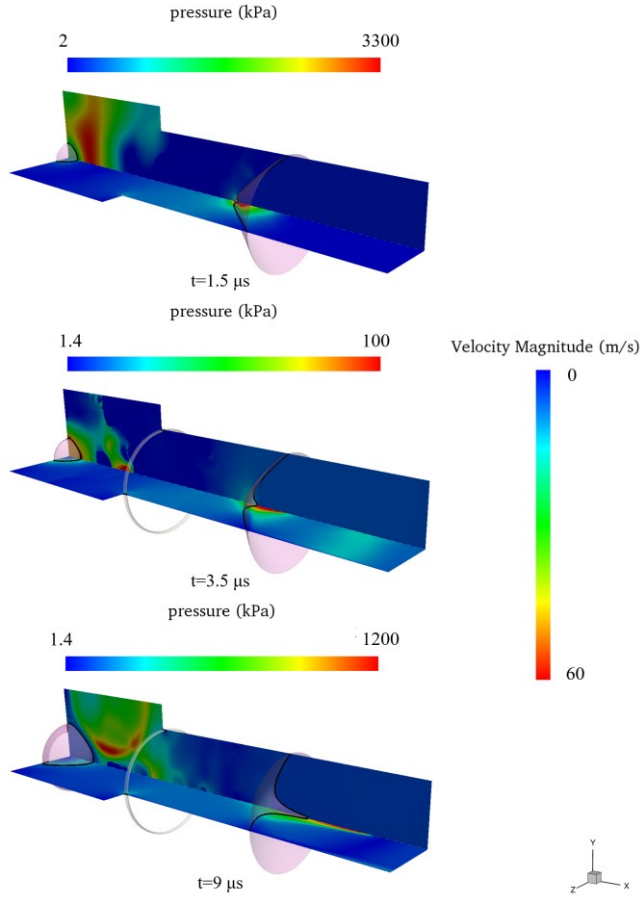 pressure (kPa)
2 3300
t=1.5 μs
pressure (kPa)
1.4 100
Velocity Magnitude (m/s)
0
t=3.5 μs
pressure (kPa)
1.4 1200
60
t=9 μs
Y
Z X